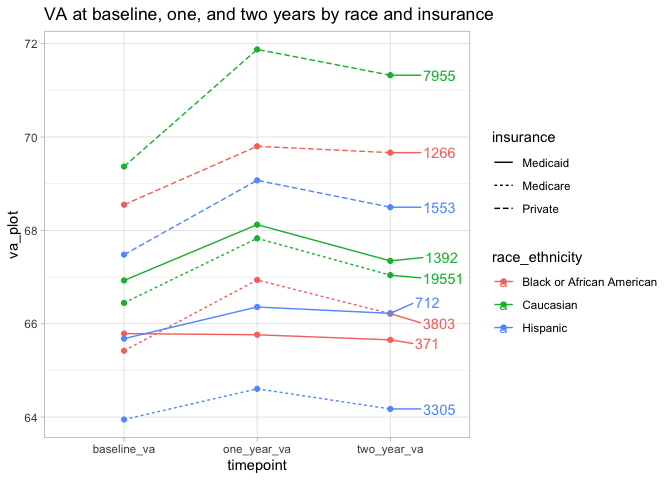 VA at baseline, one, and two years by race and insurance
va_plot
72
70
68
66
64
7955
1266
1553
1392
19551
712
3803
371
3305
baseline_va
one_year_va
two_year_va
timepoint
insurance
Medicaid
Medicare
Private
race_ethnicity
a Black or African American
a Caucasian
a Hispanic